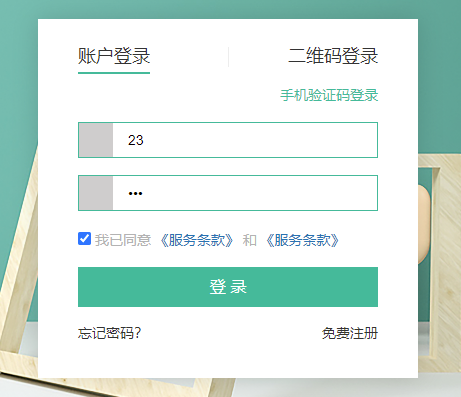 账户登录 二维码登录
手机验证码登录
23
•••
我已同意《服务条款》和《服务条款》
登 录
忘记密码? 免费注册